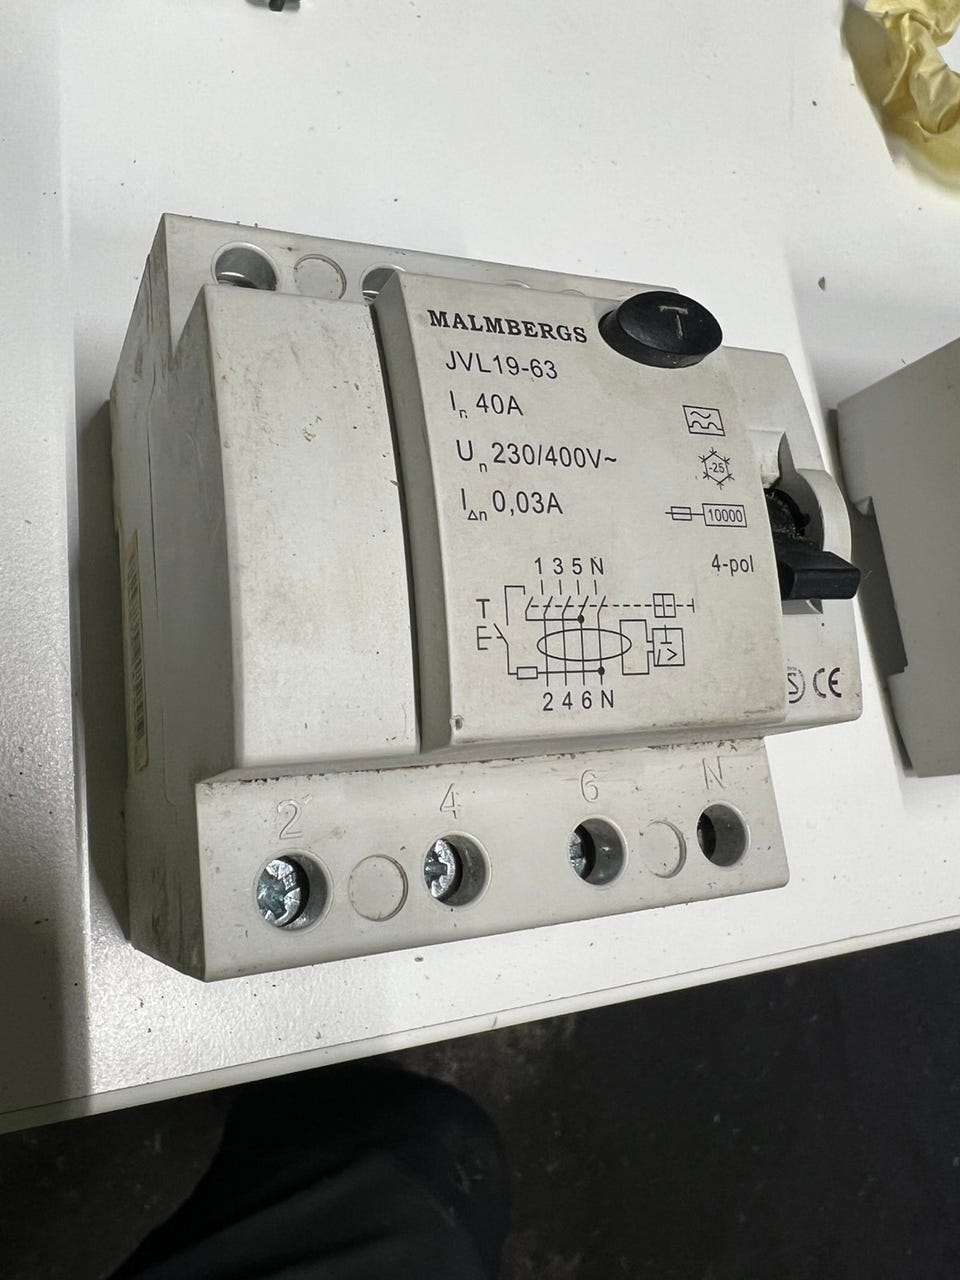 MALMBERGS
T
JVL19-63
In 40A
Un 230/400V~
IΔn 0,03A
-25
10000
4-pol
1 3 5 N
T
E
2 4 6 N
S CE
2 4 6 N